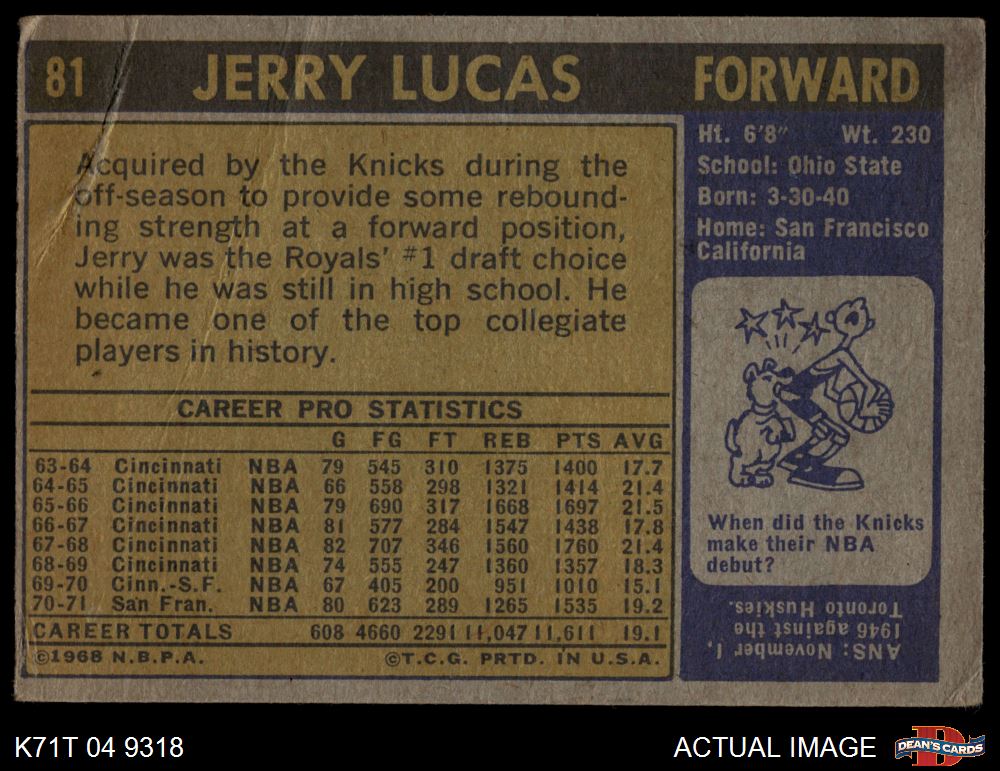 81 JERRY LUCAS FORWARD
Acquired by the Knicks during the
off-season to provide some rebound-
ing strength at a forward position,
Jerry was the Royals' #1 draft choice
while he was still in high school. He
became one of the top collegiate
players in history.
CAREER PRO STATISTICS
G FG FT REB PTS AVG
63-64 Cincinnati NBA 79 545 310 1375 1400 17.7
64-65 Cincinnati NBA 66 558 298 1321 1414 21.4
65-66 Cincinnati NBA 79 690 317 1668 1697 21.5
66-67 Cincinnati NBA 81 577 284 1547 1438 17.8
67-68 Cincinnati NBA 82 707 346 1560 1760 21.4
68-69 Cincinnati NBA 74 555 247 1360 1357 18.3
69-70 Cinn.-S.F. NBA 67 405 200 951 1010 15.1
70-71 San Fran. NBA 80 623 289 1265 1535 19.2
CAREER TOTALS 608 4660 2291 11,047 11,611 19.1
©1968 N.B.P.A. ©T.C.G. PRTD. IN U.S.A.
Ht. 6'8" Wt. 230
School: Ohio State
Born: 3-30-40
Home: San Francisco
California
When did the Knicks
make their NBA
debut?
ANS: November 1,
1946 against the
Toronto Huskies.
K71T 04 9318
ACTUAL IMAGE
D
DEAN'S CARDS